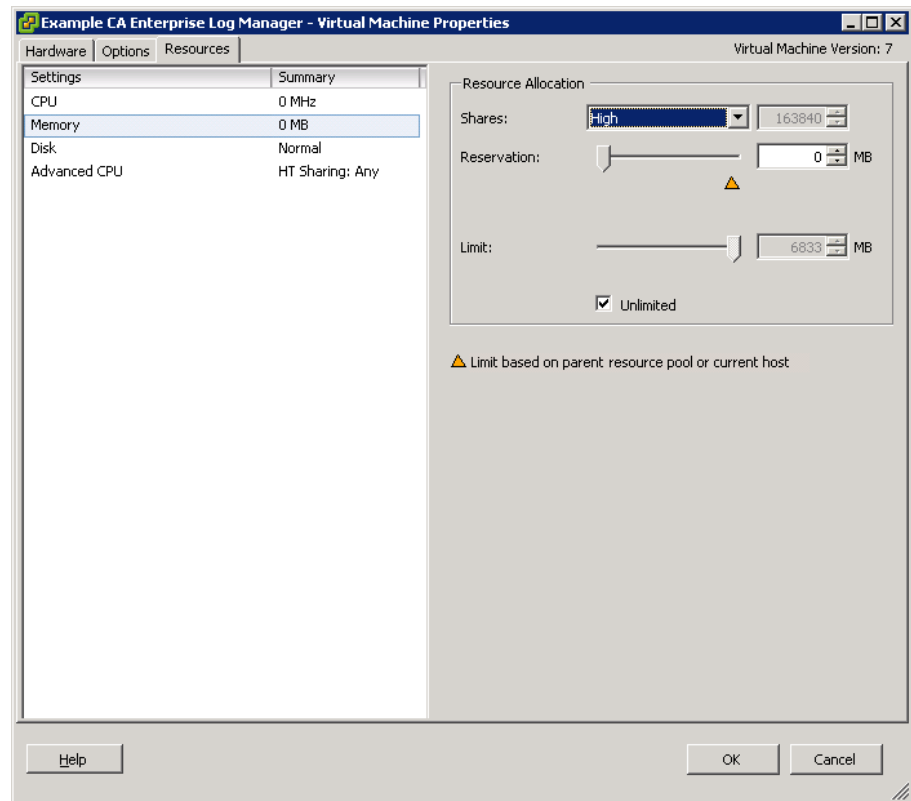 Example CA Enterprise Log Manager - Virtual Machine Properties
Hardware Options Resources Virtual Machine Version: 7
Settings Summary
CPU 0 MHz
Memory 0 MB
Disk Normal
Advanced CPU HT Sharing: Any
Resource Allocation
Shares: High 163840
Reservation: 0 MB
Limit: 6833 MB
Unlimited
Limit based on parent resource pool or current host
Help OK Cancel